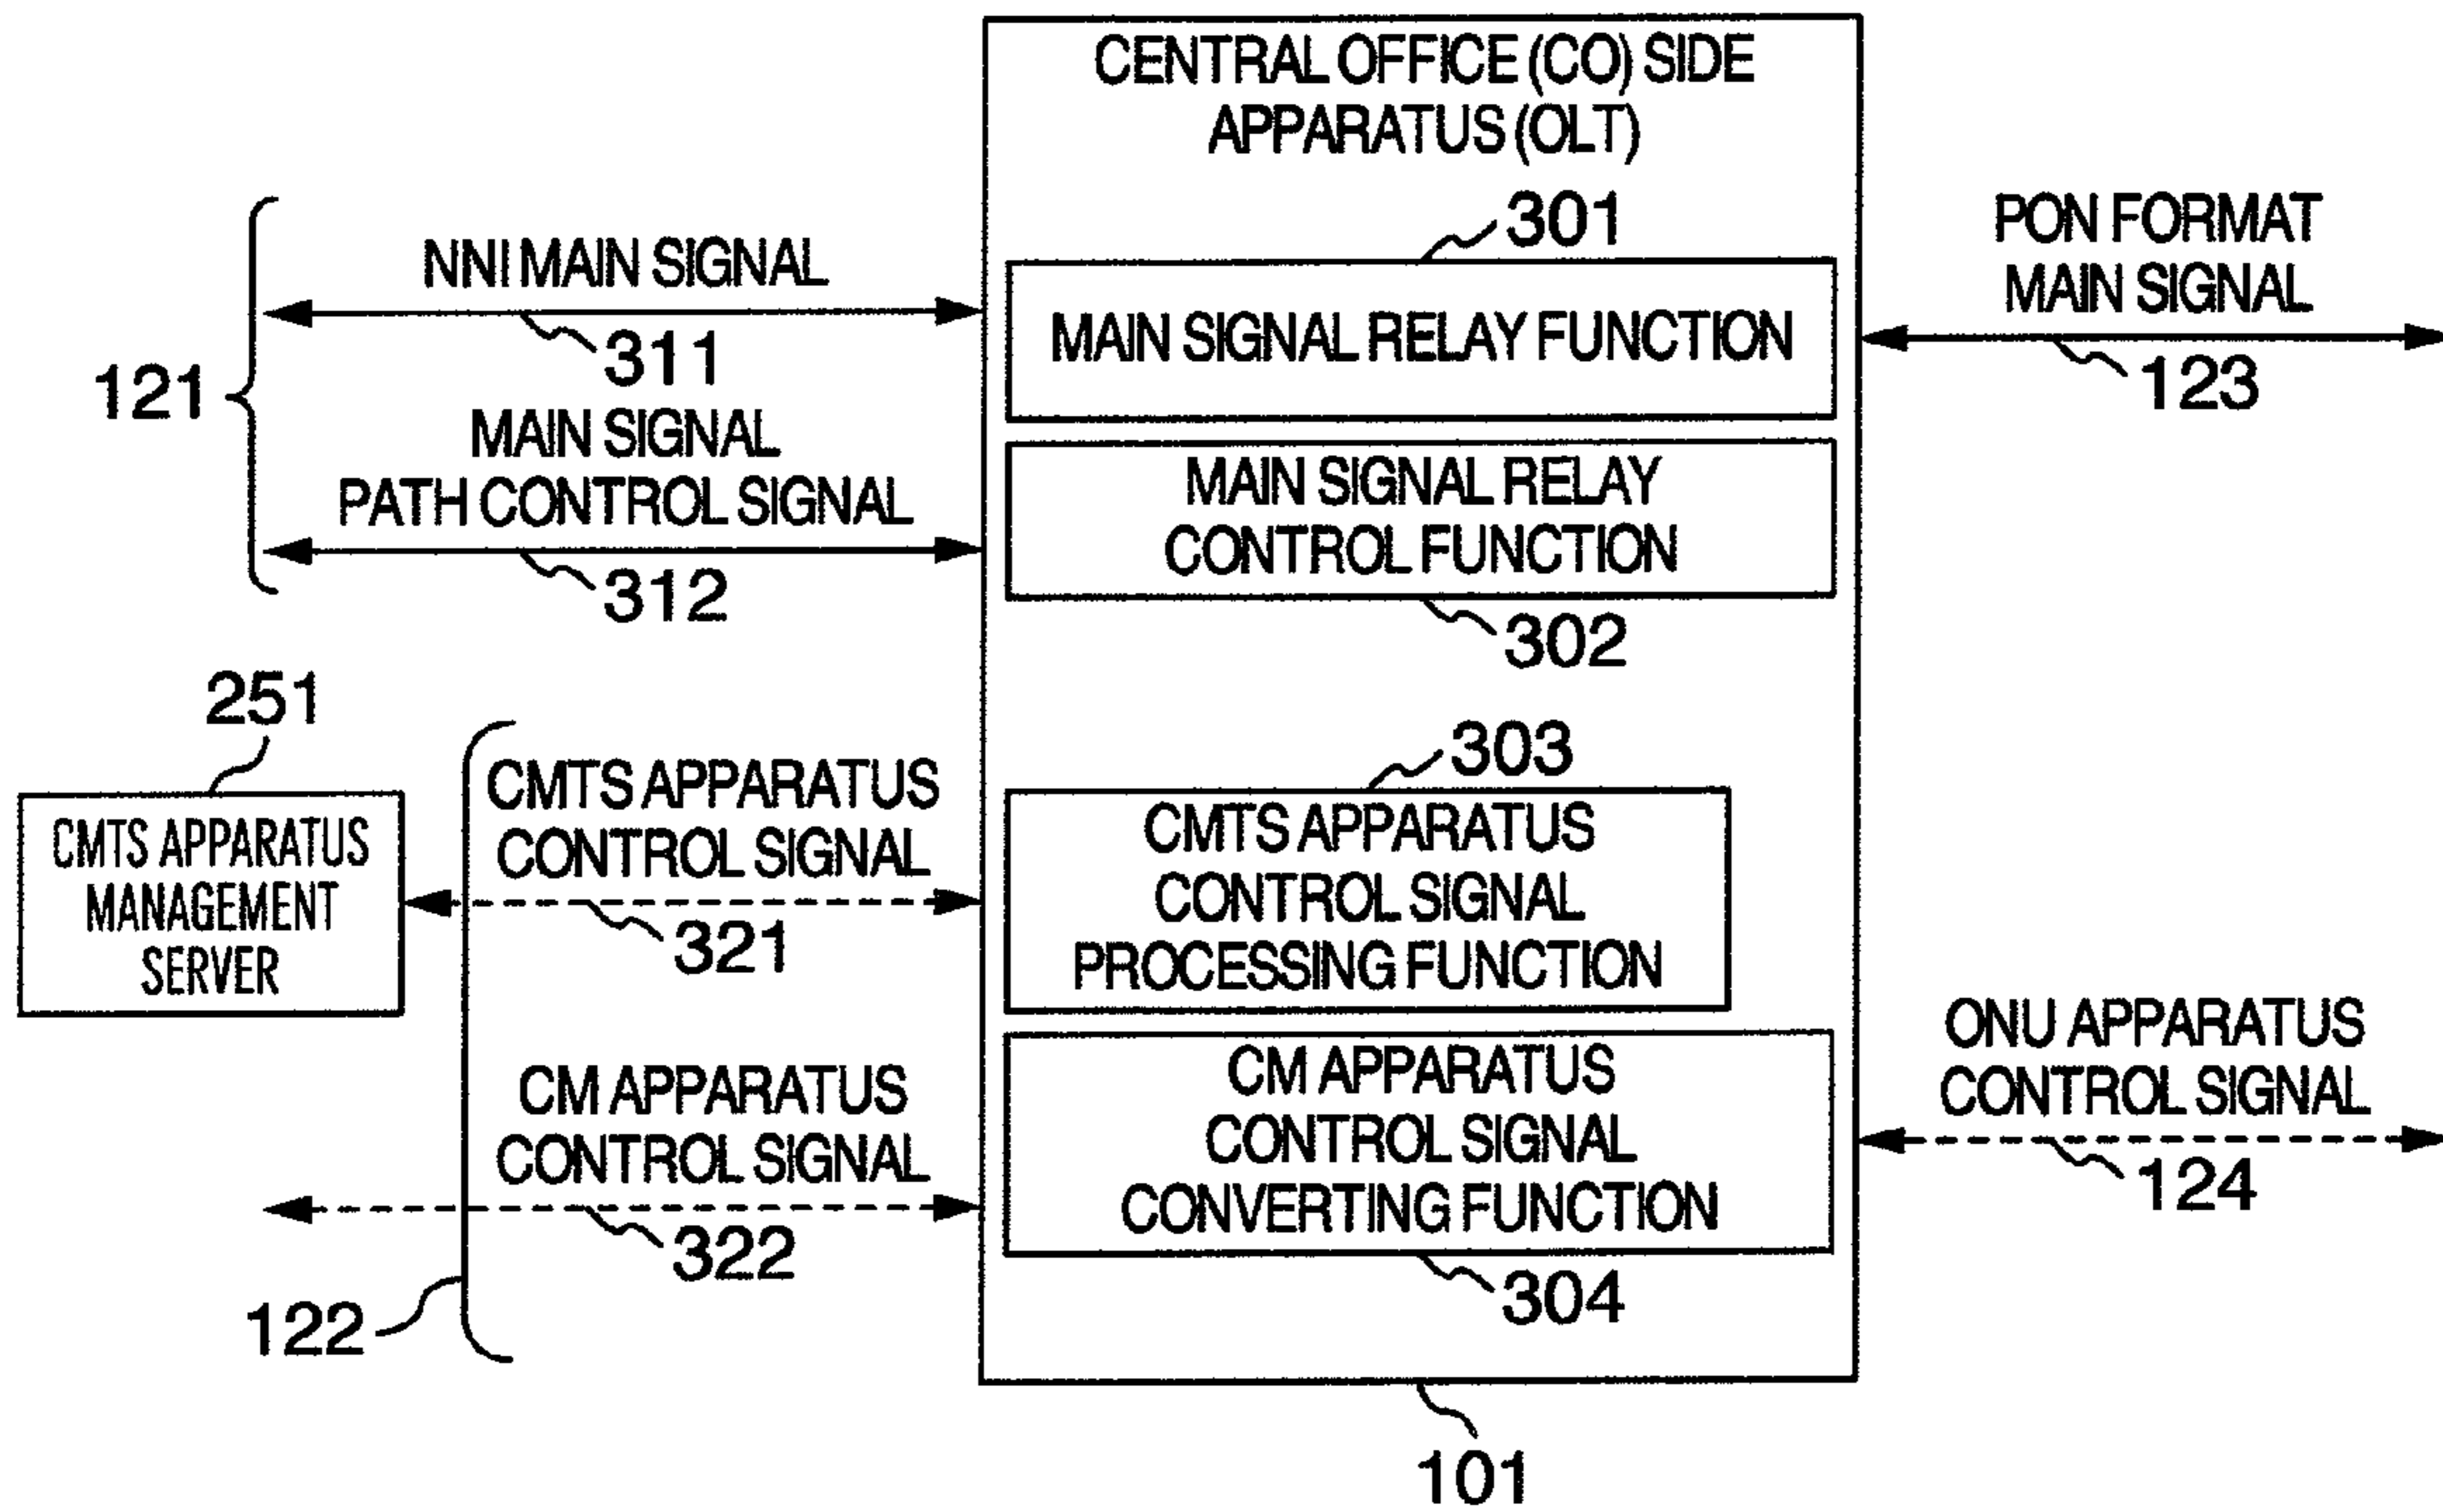 CENTRAL OFFICE (CO) SIDE
APPARATUS (OLT)
301
MAIN SIGNAL RELAY FUNCTION
MAIN SIGNAL RELAY
CONTROL FUNCTION
302
303
CMTS APPARATUS
CONTROL SIGNAL
PROCESSING FUNCTION
CM APPARATUS
CONTROL SIGNAL
CONVERTING FUNCTION
304
101
121
NNI MAIN SIGNAL
311
MAIN SIGNAL
PATH CONTROL SIGNAL
312
251
CMTS APPARATUS
MANAGEMENT
SERVER
CMTS APPARATUS
CONTROL SIGNAL
321
CM APPARATUS
CONTROL SIGNAL
322
122
PON FORMAT
MAIN SIGNAL
123
ONU APPARATUS
CONTROL SIGNAL
124